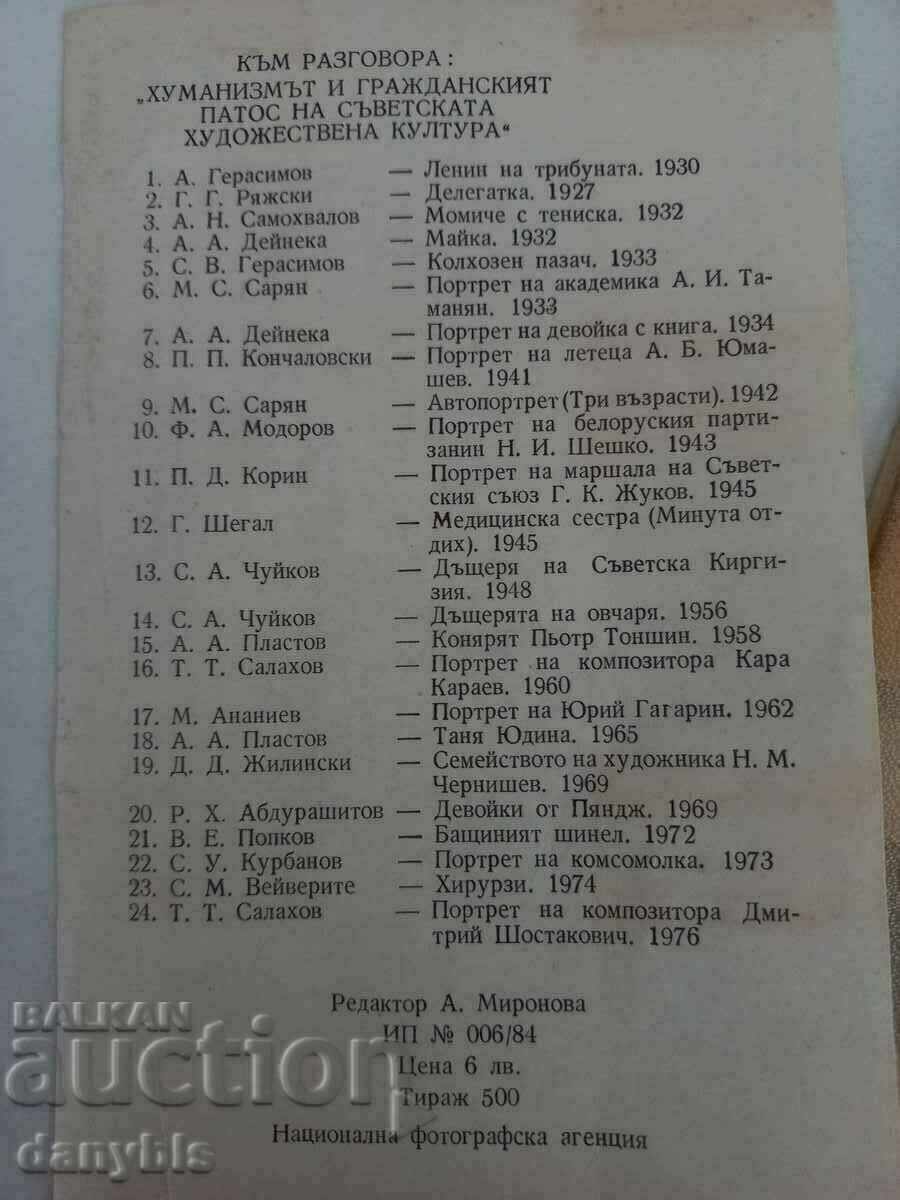 КЪМ РАЗГОВОРА:
„ХУМАНИЗМЪТ И ГРАЖДАНСКИЯТ
ПАТОС НА СЪВЕТСКАТА
ХУДОЖЕСТВЕНА КУЛТУРА“
1. А. Герасимов — Ленин на трибуната. 1930
2. Г. Г. Ряжски — Делегатка. 1927
3. А. Н. Самохвалов — Момиче с тениска. 1932
4. А. А. Дейнека — Майка. 1932
5. С. В. Герасимов — Колхозен пазач. 1933
6. М. С. Сарян — Портрет на академика А. И. Та-
манян. 1933
7. А. А. Дейнека — Портрет на девойка с книга. 1934
8. П. П. Кончаловски — Портрет на летеца А. Б. Юма-
шев. 1941
9. М. С. Сарян — Автопортрет (Три възрасти). 1942
10. Ф. А. Модоров — Портрет на белоруския парти-
занин Н. И. Шешко. 1943
11. П. Д. Корин — Портрет на маршала на Съвет-
ския съюз Г. К. Жуков. 1945
12. Г. Шегал — Медицинска сестра (Минута от-
дих). 1945
13. С. А. Чуйков — Дъщеря на Съветска Кирги-
зия. 1948
14. С. А. Чуйков — Дъщерята на овчаря. 1956
15. А. А. Пластов — Конярят Пьотр Тоншин. 1958
16. Т. Т. Салахов — Портрет на композитора Кара
Караев. 1960
17. М. Ананиев — Портрет на Юрий Гагарин. 1962
18. А. А. Пластов — Таня Юдина. 1965
19. Д. Д. Жилински — Семейството на художника Н. М.
Чернишев. 1969
20. Р. Х. Абдурашитов — Девойки от Пяндж. 1969
21. В. Е. Попков — Бащиният шинел. 1972
22. С. У. Курбанов — Портрет на комсомолка. 1973
23. С. М. Вейверите — Хирурзи. 1974
24. Т. Т. Салахов — Портрет на композитора Дми-
трий Шостакович. 1976
Редактор А. Миронова
ИП № 006/84
Цена 6 лв.
Тираж 500
Национална фотографска агенция
BALKAN
auction
danybls